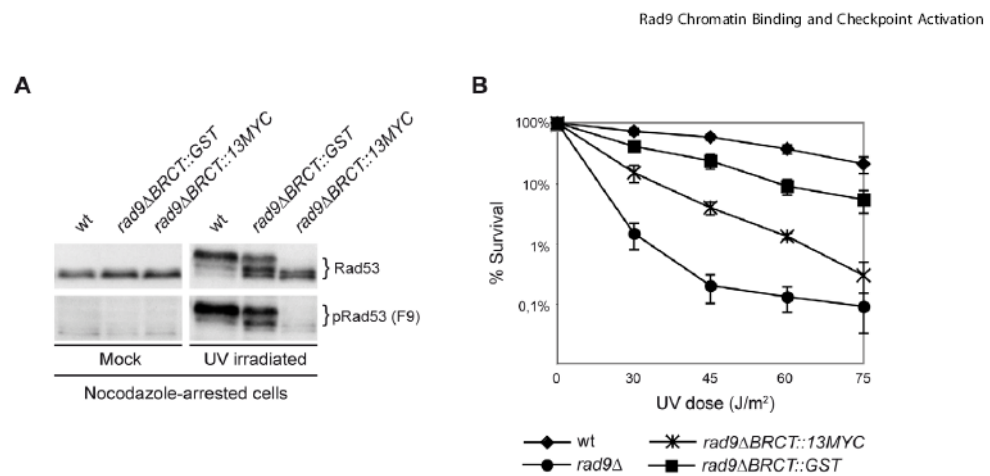 Rad9 Chromatin Binding and Checkpoint Activation
A
wt
rad9ΔBRCT::GST
rad9ΔBRCT::13MYC
wt
rad9ΔBRCT::GST
rad9ΔBRCT::13MYC
Rad53
pRad53 (F9)
Mock
UV irradiated
Nocodazole-arrested cells
B
100%
10%
1%
0,1%
% Survival
0 30 45 60 75
UV dose (J/m²)
wt
rad9ΔBRCT::13MYC
rad9Δ
rad9ΔBRCT::GST